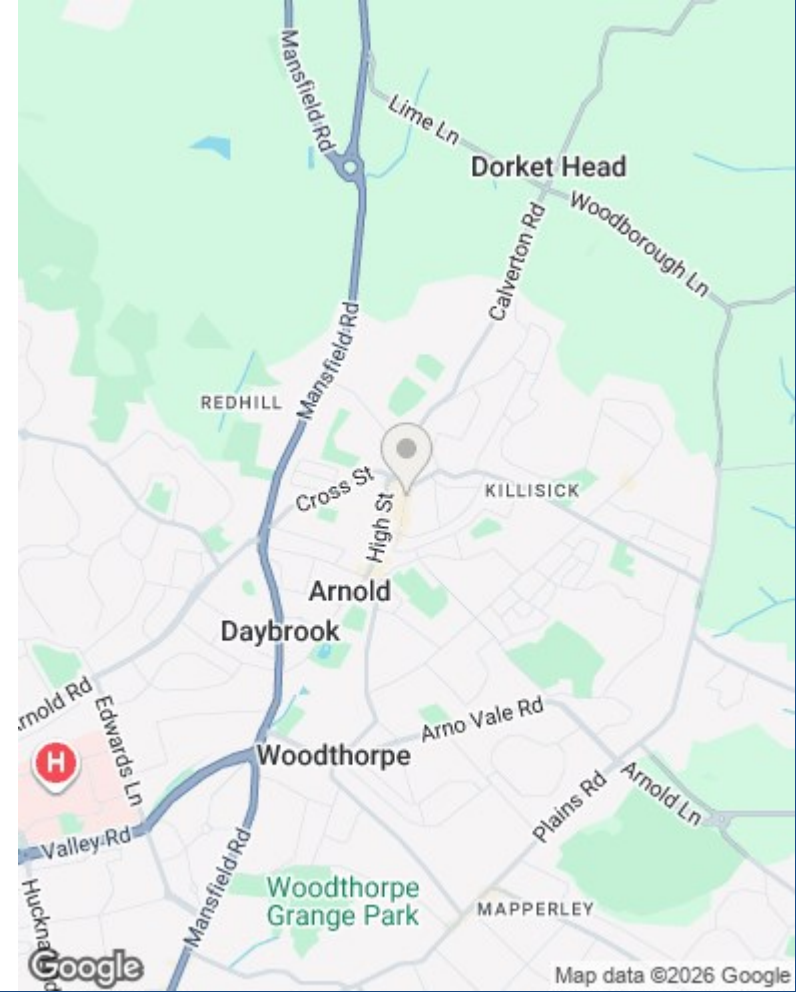 Mansfield Rd
Lime Ln
Dorket Head
Woodborough Ln
Calverton Rd
Mansfield Rd
REDHILL
Cross St
High St
KILLISICK
Arnold
Daybrook
Arnold Rd
Edwards Ln
Arno Vale Rd
Woodthorpe
H
Plains Rd
Arnold Ln
Valley Rd
Mansfield Rd
Woodthorpe
Grange Park
MAPPERLEY
Google
Map data ©2026 Google